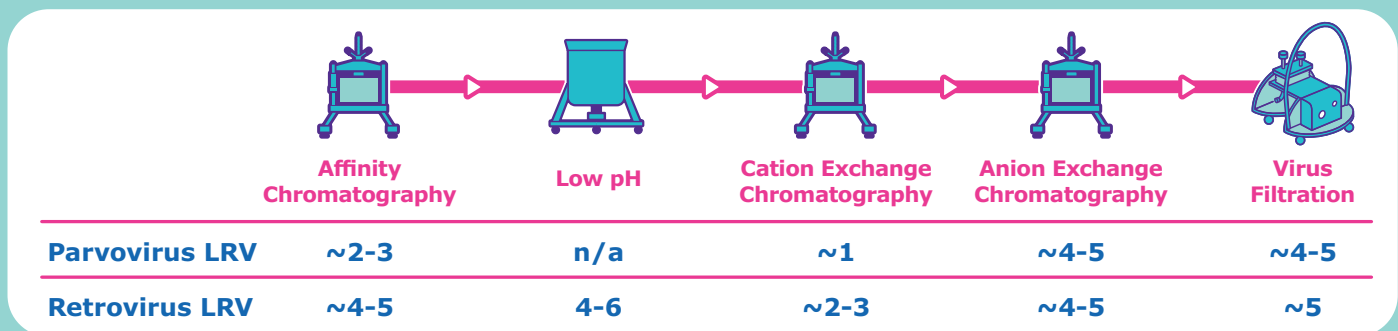 Affinity
Chromatography
Low pH
Cation Exchange
Chromatography
Anion Exchange
Chromatography
Virus
Filtration
Parvovirus LRV ~2-3 n/a ~1 ~4-5 ~4-5
Retrovirus LRV ~4-5 4-6 ~2-3 ~4-5 ~5